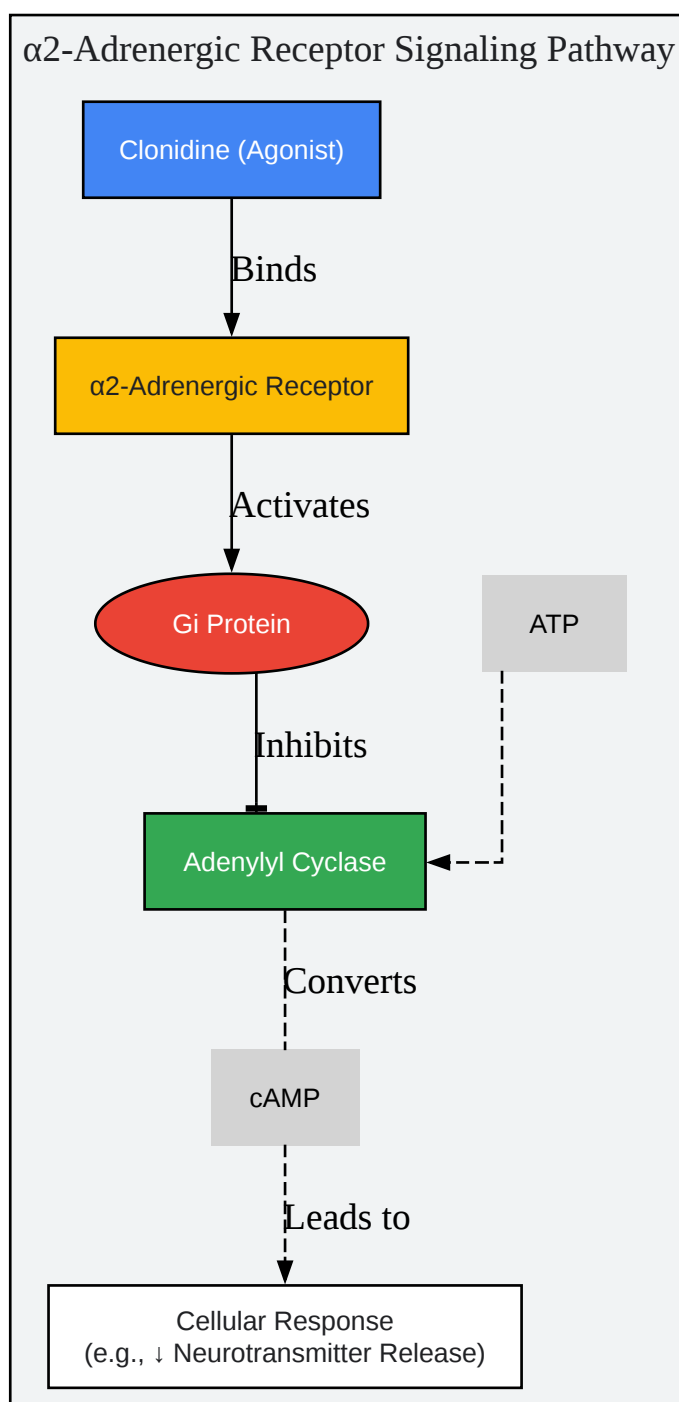 α2-Adrenergic Receptor Signaling Pathway
Clonidine (Agonist)
Binds
α2-Adrenergic Receptor
Activates
Gi Protein
ATP
Inhibits
Adenylyl Cyclase
Converts
cAMP
Leads to
Cellular Response
(e.g., ↓ Neurotransmitter Release)